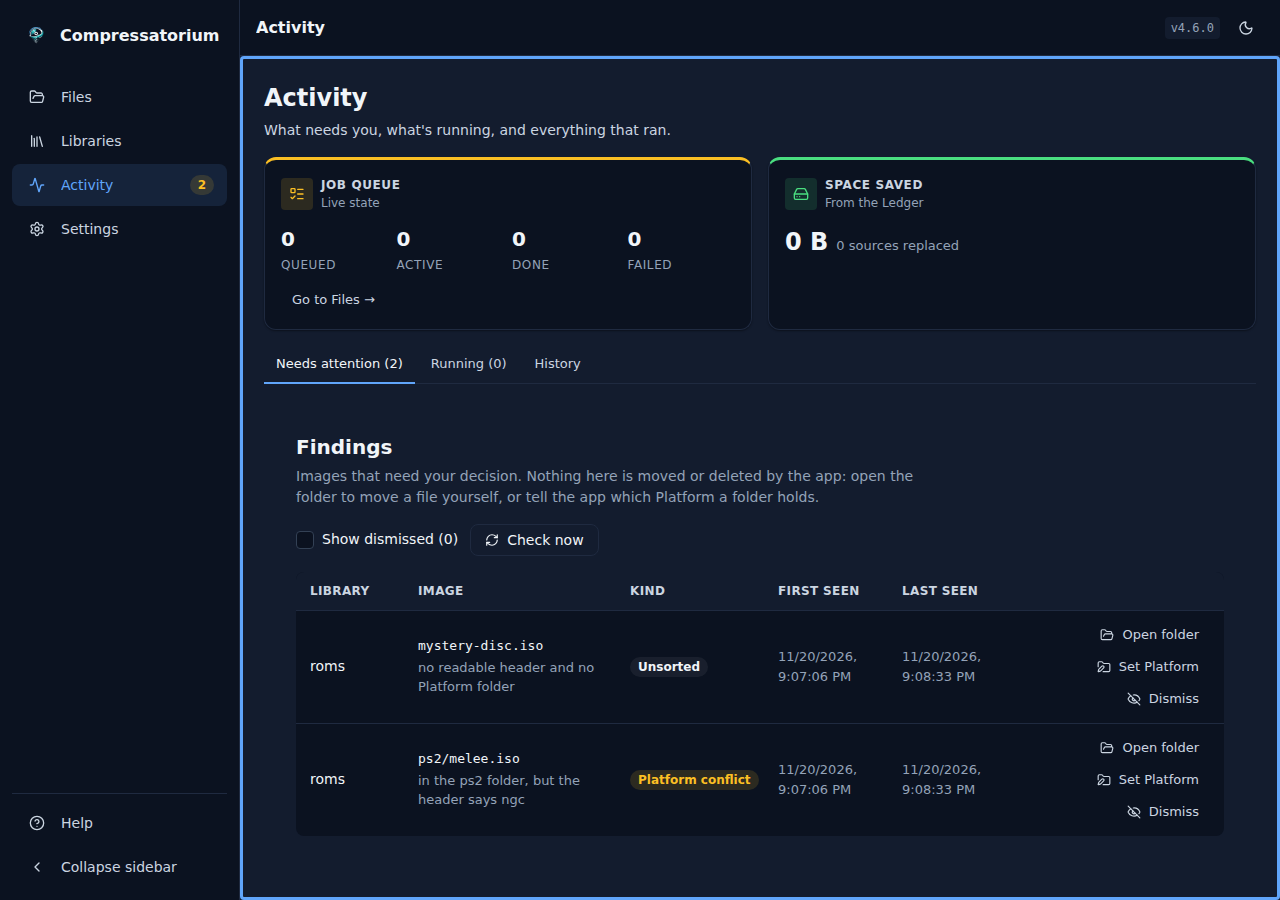 Compressatorium
Activity
v4.6.0
Files
Libraries
Activity
2
Settings
Help
Collapse sidebar
Activity
What needs you, what's running, and everything that ran.
JOB QUEUE
Live state
0
0
0
0
QUEUED
ACTIVE
DONE
FAILED
Go to Files →
SPACE SAVED
From the Ledger
0 B 0 sources replaced
Needs attention (2)
Running (0)
History
Findings
Images that need your decision. Nothing here is moved or deleted by the app: open the
folder to move a file yourself, or tell the app which Platform a folder holds.
Show dismissed (0)
Check now
LIBRARY
IMAGE
KIND
FIRST SEEN
LAST SEEN
roms
mystery-disc.iso
no readable header and no
Platform folder
Unsorted
11/20/2026,
9:07:06 PM
11/20/2026,
9:08:33 PM
Open folder
Set Platform
Dismiss
roms
ps2/melee.iso
in the ps2 folder, but the
header says ngc
Platform conflict
11/20/2026,
9:07:06 PM
11/20/2026,
9:08:33 PM
Open folder
Set Platform
Dismiss